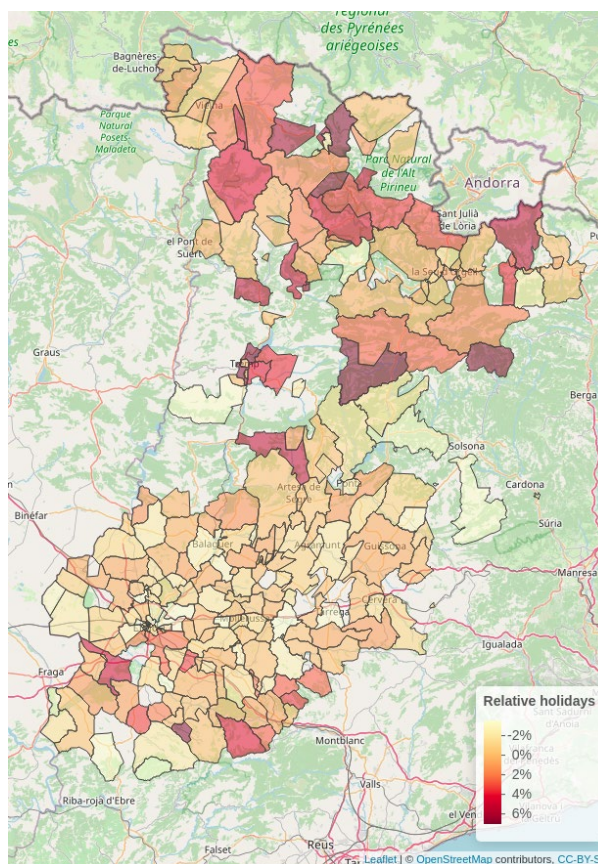 régional
des Pyrénées
ariégeoises
es
Bagnères-
de-Luchon
Vielha
Parque
Natural
Posets-
Maladeta
Parc Natural
de l'Alt
Pirineu
Andorra
Sant Julià
de Lòria
el Pont de
Suert
la Seu d'Urgell
Graus
Tremp
Berga
Solsona
Cardona
Artesa de
Segre
Ponts
Súria
Binéfar
Balaguer
Agramunt
Guissona
Manresa
Cervera
Tàrrega
Mollerussa
Igualada
Fraga
Montblanc
Valls
Riba-roja d'Ebre
Falset
Reus
Relative holidays
-2%
0%
2%
4%
6%
Leaflet | © OpenStreetMap contributors, CC-BY-S